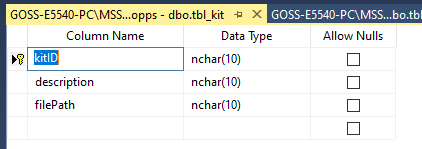 GOSS-E5540-PC\MSS...opps - dbo.tbl_kit GOSS-E5540-PC\MSS...bo.tbl
Column Name Data Type Allow Nulls
kitID nchar(10)
description nchar(10)
filePath nchar(10)